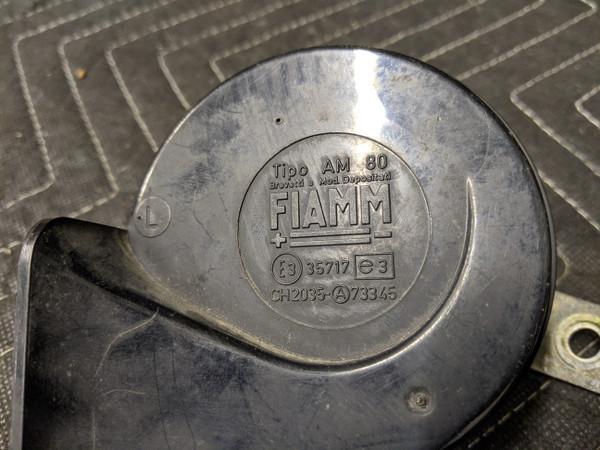 Tipo AM 80
Brevetti e Mod. Depositati
FIAMM
+ −
E3 35717 e3
CH2035-A73345
L